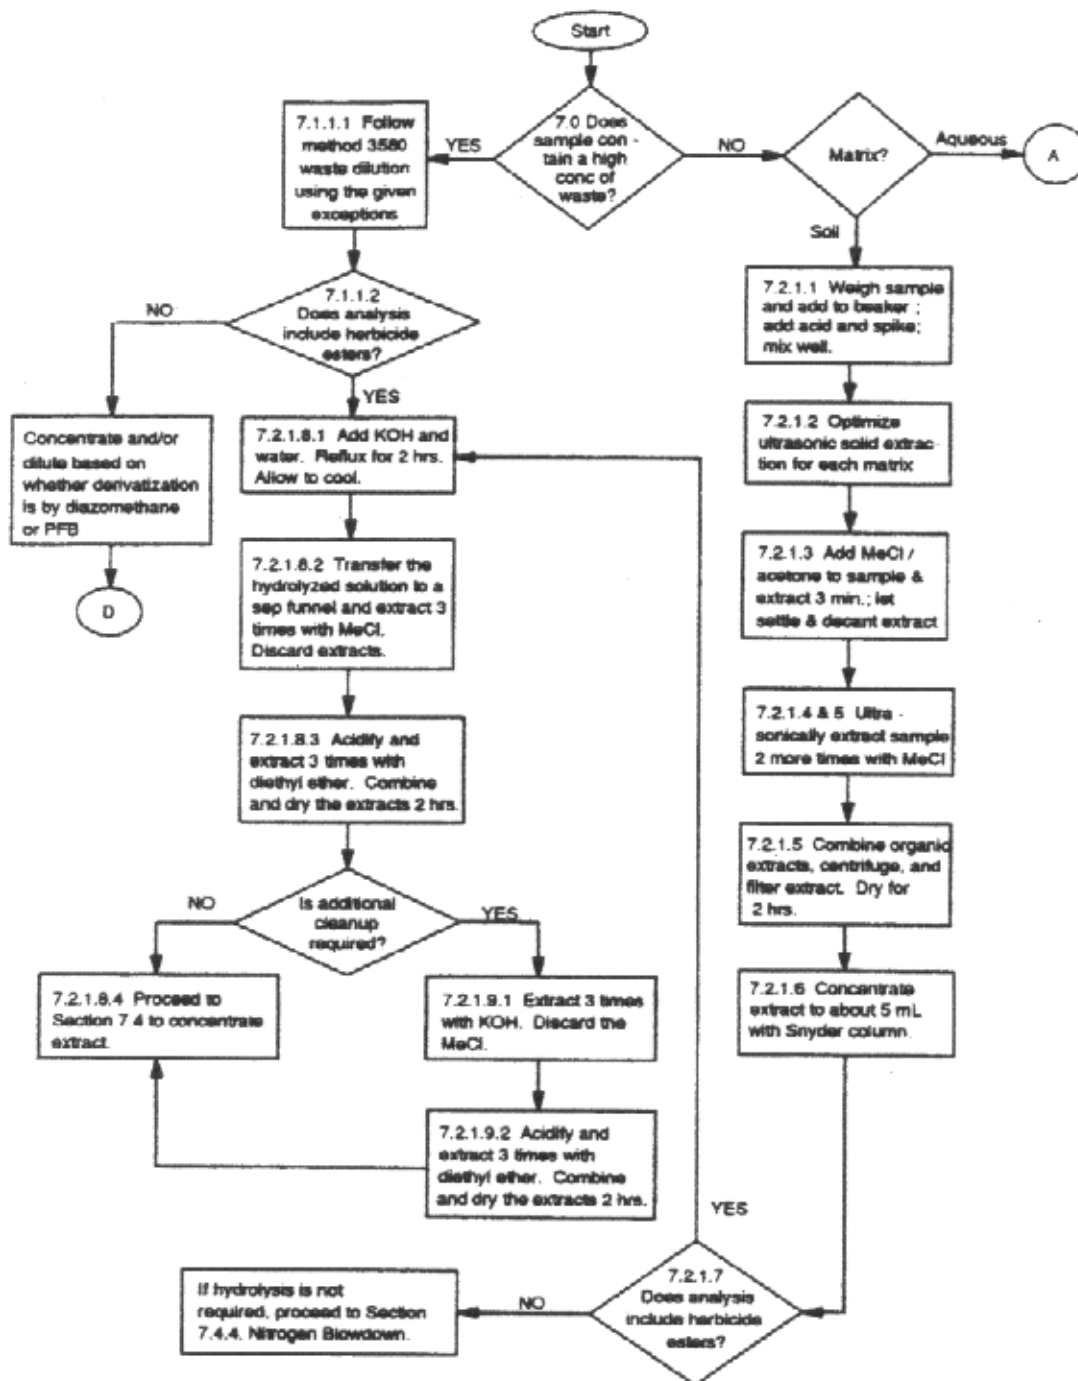 Start
7.0 Does
sample con -
tain a high
conc of
waste?
YES
NO
7.1.1.1 Follow
method 3580
waste dilution
using the given
exceptions
Matrix?
Aqueous
A
Soil
7.1.1.2
Does analysis
include herbicide
esters?
NO
YES
7.2.1.1 Weigh sample
and add to beaker ;
add acid and spike;
mix well.
Concentrate and/or
dilute based on
whether derivatization
is by diazomethane
or PFB
D
7.2.1.8.1 Add KOH and
water. Reflux for 2 hrs.
Allow to cool.
7.2.1.2 Optimize
ultrasonic solid extrac-
tion for each matrix
7.2.1.8.2 Transfer the
hydrolyzed solution to a
sep funnel and extract 3
times with MeCl.
Discard extracts.
7.2.1.3 Add MeCl /
acetone to sample &
extract 3 min.; let
settle & decant extract
7.2.1.8.3 Acidify and
extract 3 times with
diethyl ether. Combine
and dry the extracts 2 hrs.
7.2.1.4 & 5 Ultra -
sonically extract sample
2 more times with MeCl
Is additional
cleanup
required?
NO
YES
7.2.1.5 Combine organic
extracts, centrifuge, and
filter extract. Dry for
2 hrs.
7.2.1.8.4 Proceed to
Section 7.4 to concentrate
extract.
7.2.1.9.1 Extract 3 times
with KOH. Discard the
MeCl.
7.2.1.6 Concentrate
extract to about 5 mL
with Snyder column.
7.2.1.9.2 Acidify and
extract 3 times with
diethyl ether. Combine
and dry the extracts 2 hrs.
YES
7.2.1.7
Does analysis
include herbicide
esters?
NO
If hydrolysis is not
required, proceed to Section
7.4.4. Nitrogen Blowdown.